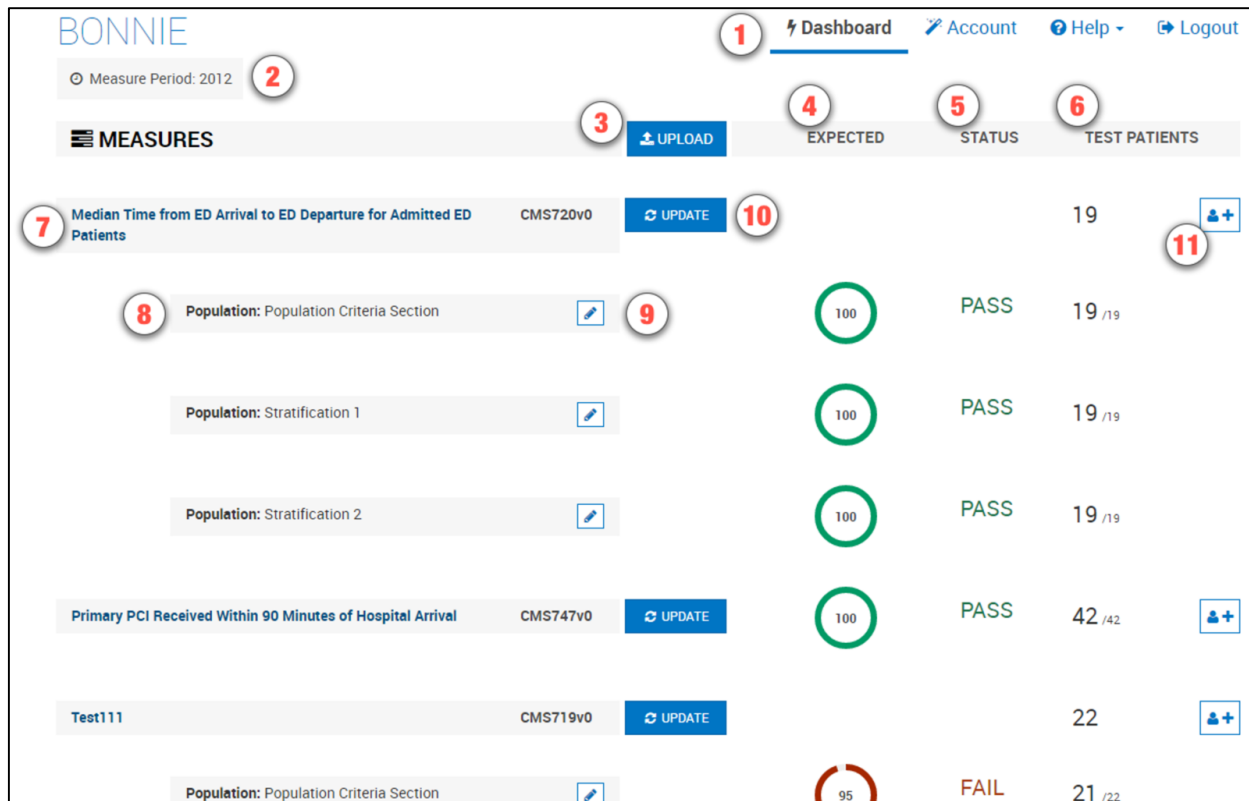 BONNIE
1 Dashboard Account Help Logout
Measure Period: 2012 2
4 5 6
MEASURES 3 UPLOAD EXPECTED STATUS TEST PATIENTS
7 Median Time from ED Arrival to ED Departure for Admitted ED CMS720v0 UPDATE 10 19
Patients
11
8 Population: Population Criteria Section 9 100 PASS 19 /19
Population: Stratification 1 100 PASS 19 /19
Population: Stratification 2 100 PASS 19 /19
Primary PCI Received Within 90 Minutes of Hospital Arrival CMS747v0 UPDATE 100 PASS 42 /42
Test111 CMS719v0 UPDATE 22
Population: Population Criteria Section 95 FAIL 21 /22